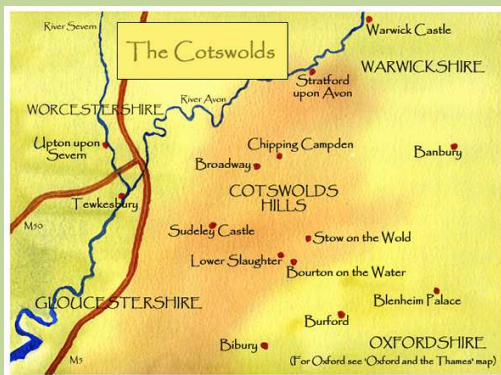 River Severn
The Cotswolds
Warwick Castle
WARWICKSHIRE
Stratford
upon Avon
River Avon
WORCESTERSHIRE
Upton upon
Severn
Chipping Campden
Banbury
Broadway
COTSWOLDS
HILLS
Tewkesbury
M50
Sudeley Castle
Stow on the Wold
Lower Slaughter
Bourton on the Water
Blenheim Palace
GLOUCESTERSHIRE
Burford
Bibury
OXFORDSHIRE
(For Oxford see 'Oxford and the Thames' map)
M5